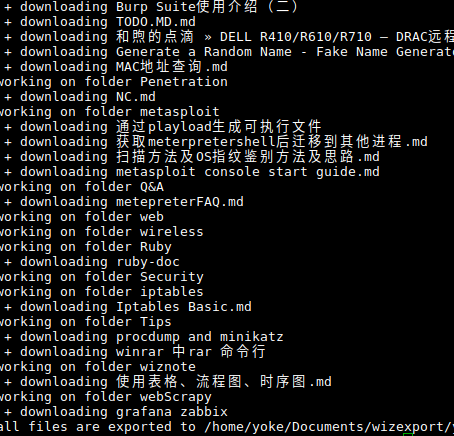 + downloading Burp Suite使用介绍（二）
+ downloading TODO.MD.md
+ downloading 和煦的点滴 » DELL R410/R610/R710 – DRAC远程
+ downloading Generate a Random Name - Fake Name Generat
+ downloading MAC地址查询.md
working on folder Penetration
+ downloading NC.md
working on folder metasploit
+ downloading 通过playload生成可执行文件
+ downloading 获取meterpretershell后迁移到其他进程.md
+ downloading 扫描方法及OS指纹鉴别方法及思路.md
+ downloading metasploit console start guide.md
working on folder Q&A
+ downloading metepreterFAQ.md
working on folder web
working on folder wireless
working on folder Ruby
+ downloading ruby-doc
working on folder Security
working on folder iptables
+ downloading Iptables Basic.md
working on folder Tips
+ downloading procdump and minikatz
+ downloading winrar 中rar 命令行
working on folder wiznote
+ downloading 使用表格、流程图、时序图.md
working on folder webScrapy
+ downloading grafana zabbix
all files are exported to /home/yoke/Documents/wizexport/